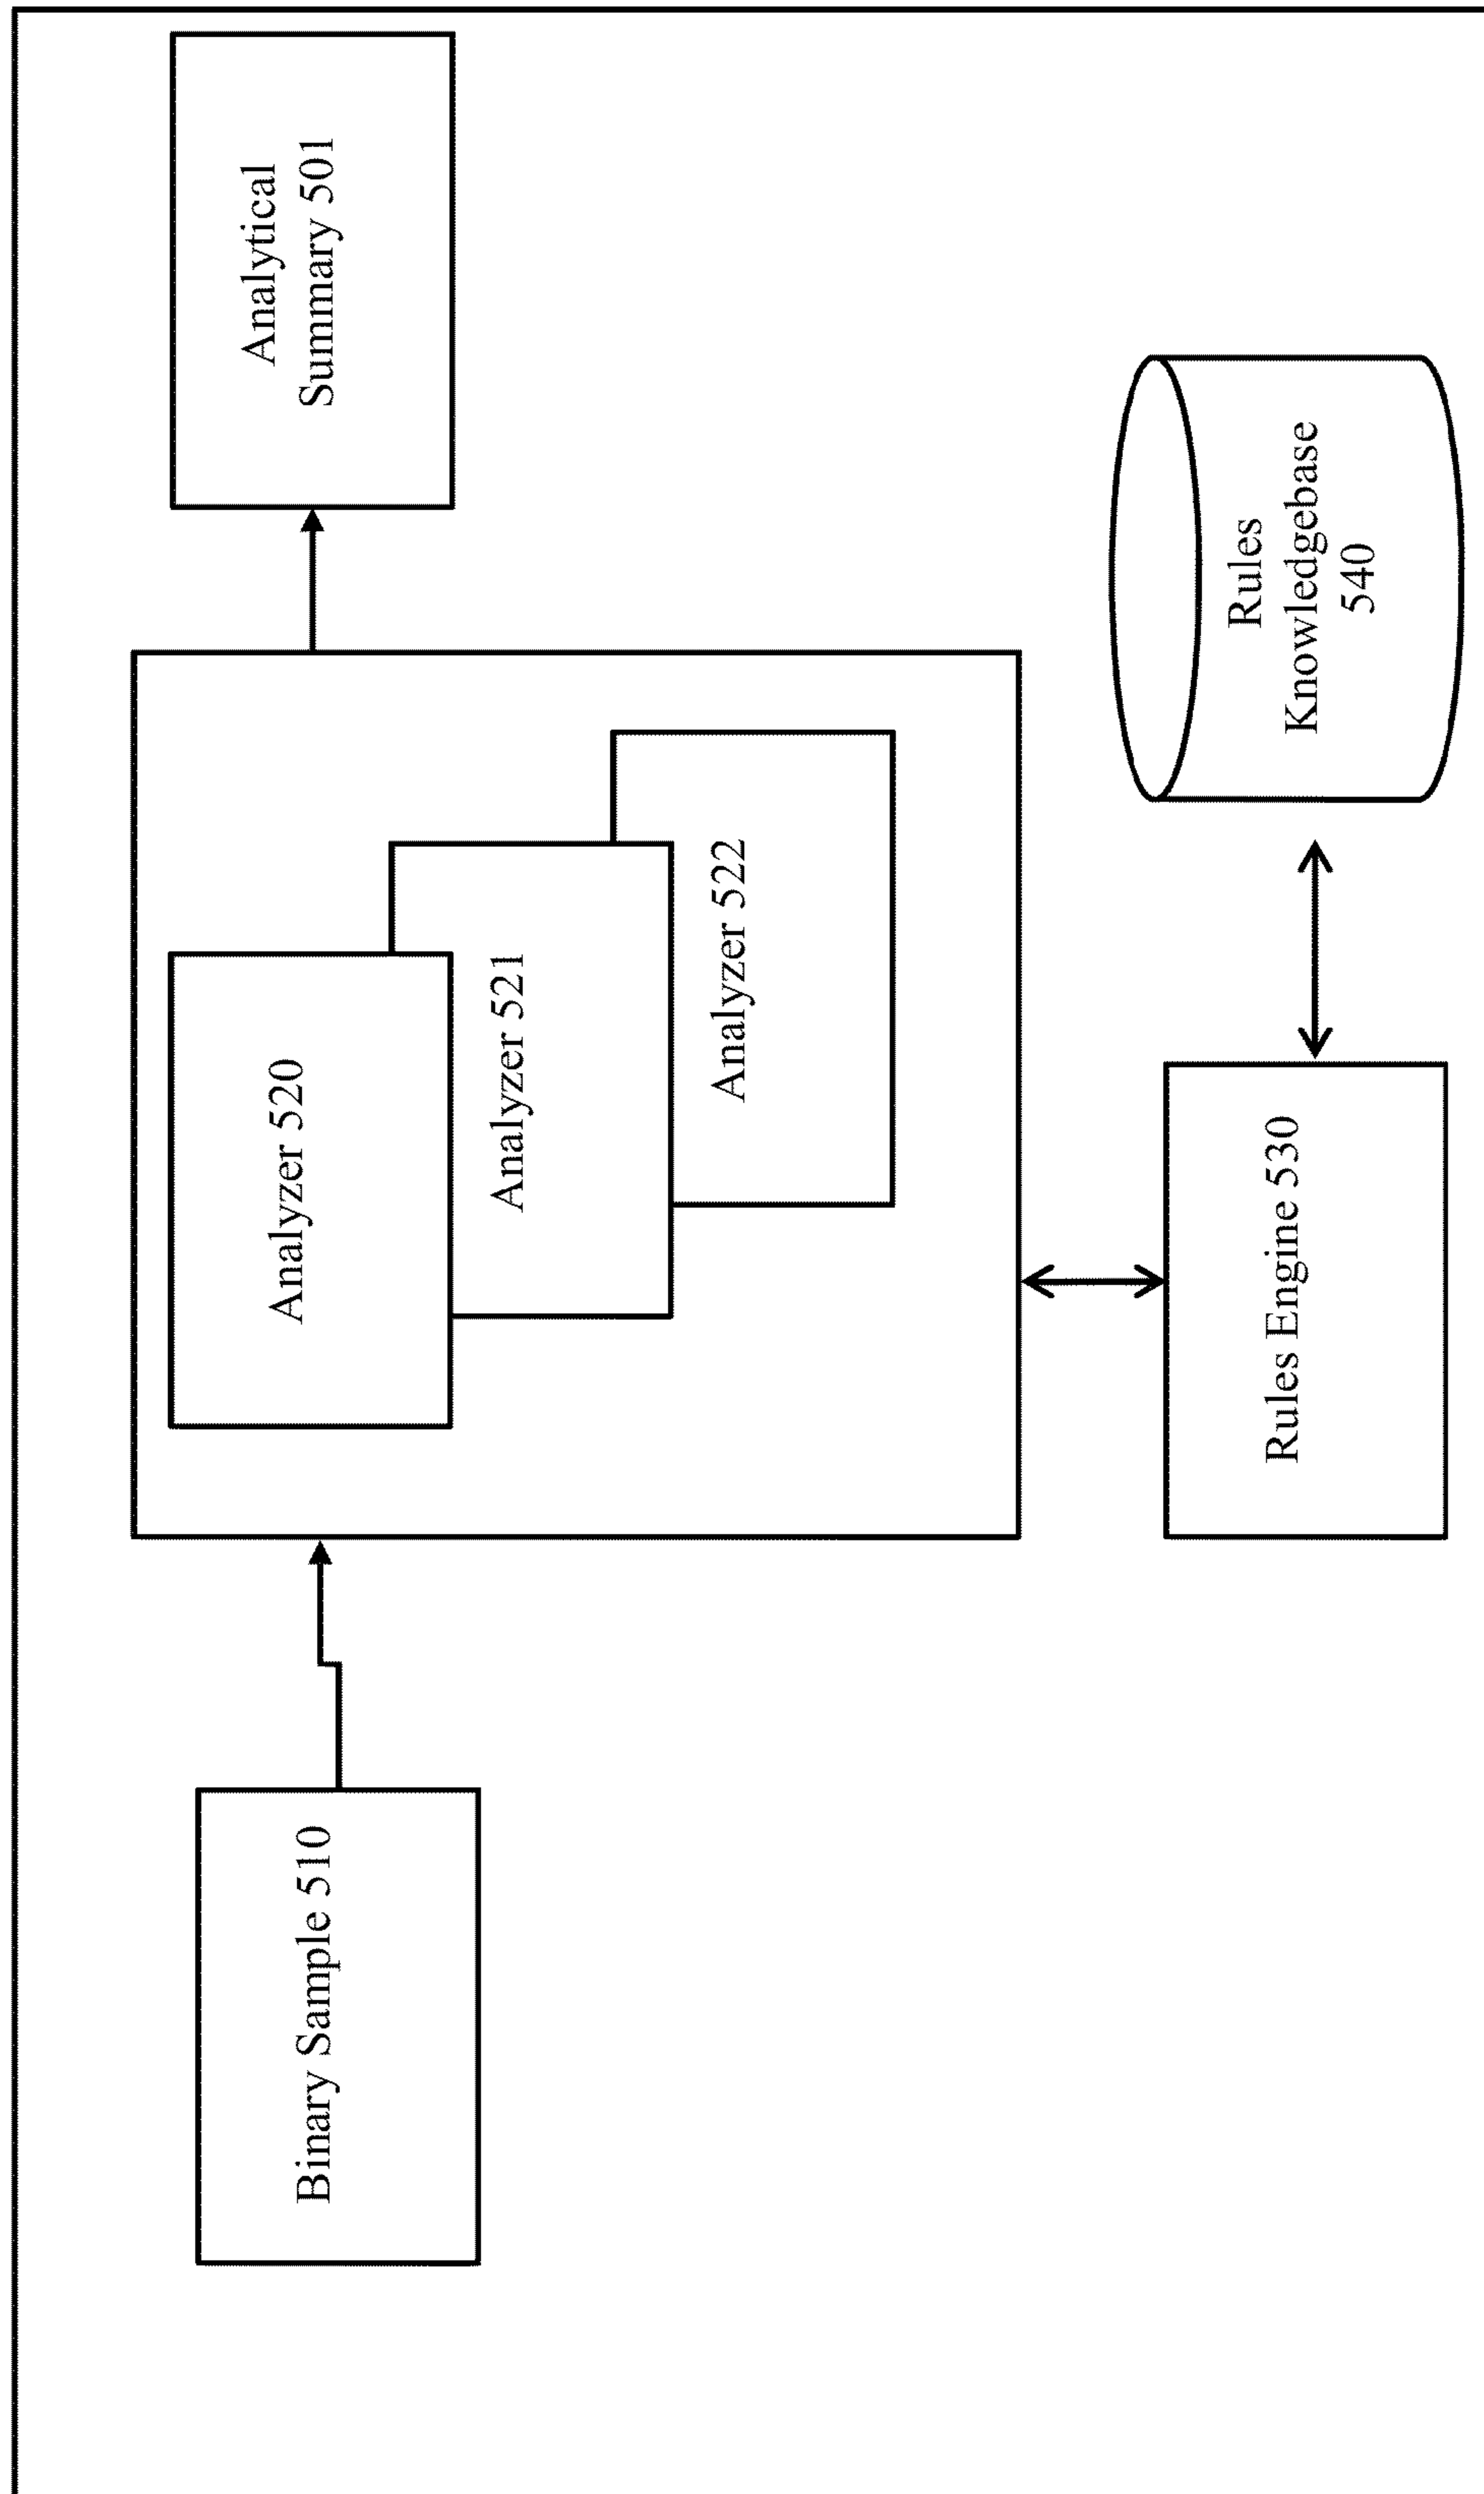 Binary Sample 510
Analyzer 520
Analyzer 521
Analyzer 522
Analytical
Summary 501
Rules Engine 530
Rules
Knowledgebase
540